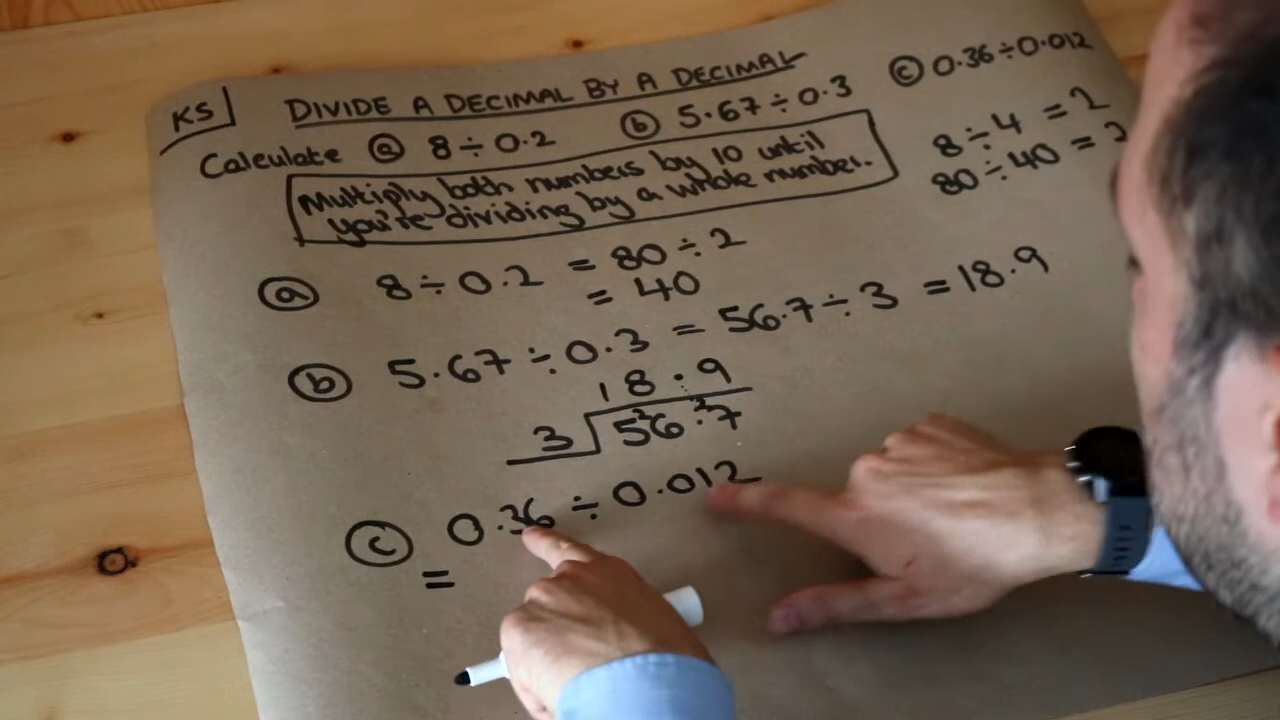 KS
DIVIDE A DECIMAL BY A DECIMAL
Calculate ⓐ 8 ÷ 0.2 ⓑ 5.67 ÷ 0.3 ⓒ 0.36 ÷ 0.012
Multiply both numbers by 10 until
you're dividing by a whole number.
8 ÷ 4 = 2
80 ÷ 40 =
ⓐ 8 ÷ 0.2 = 80 ÷ 2
= 40
ⓑ 5.67 ÷ 0.3 = 56.7 ÷ 3 = 18.9
18.9
3 5²6.²7
ⓒ 0.36 ÷ 0.012
=